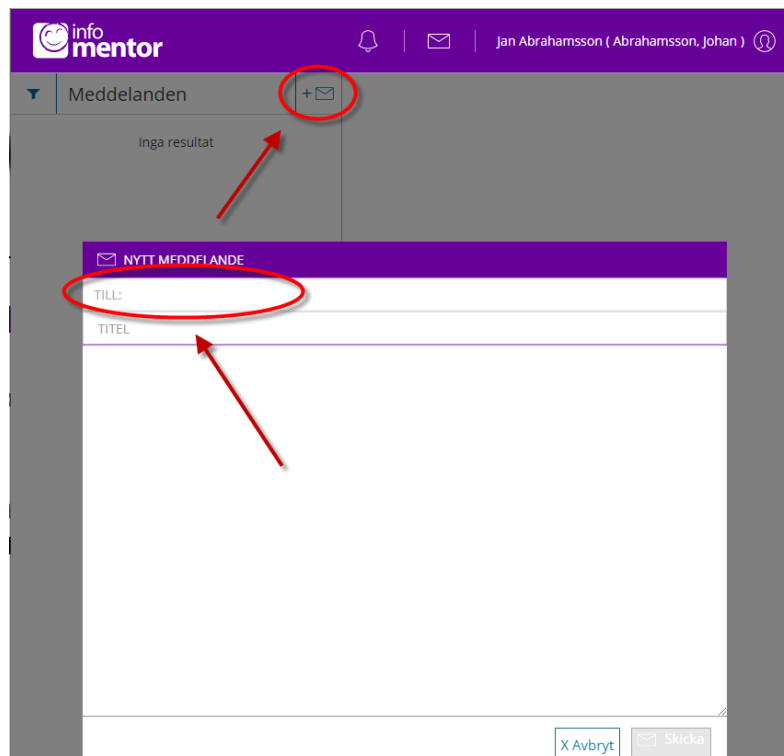 info
mentor
Jan Abrahamsson ( Abrahamsson, Johan )
Meddelanden
+
Inga resultat
NYTT MEDDELANDE
TILL:
TITEL
X Avbryt
Skicka